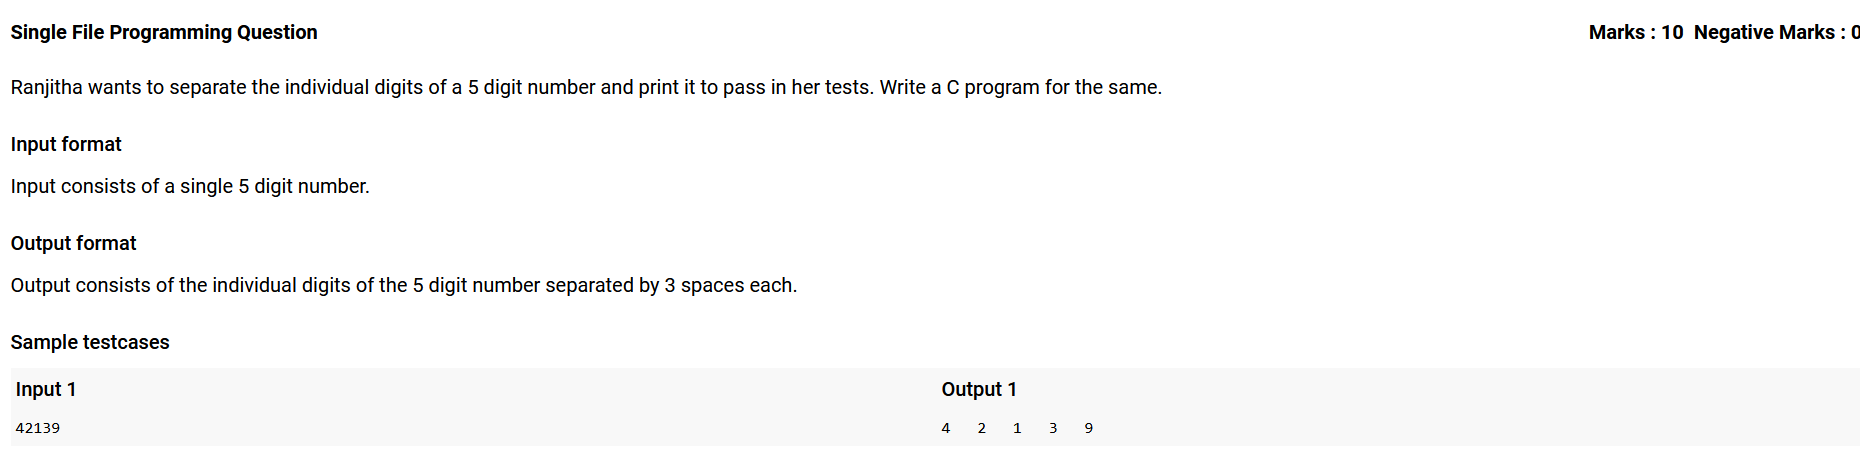 Single File Programming Question Marks : 10 Negative Marks : 0
Ranjitha wants to separate the individual digits of a 5 digit number and print it to pass in her tests. Write a C program for the same.
Input format
Input consists of a single 5 digit number.
Output format
Output consists of the individual digits of the 5 digit number separated by 3 spaces each.
Sample testcases
Input 1 Output 1
42139 4   2   1   3   9